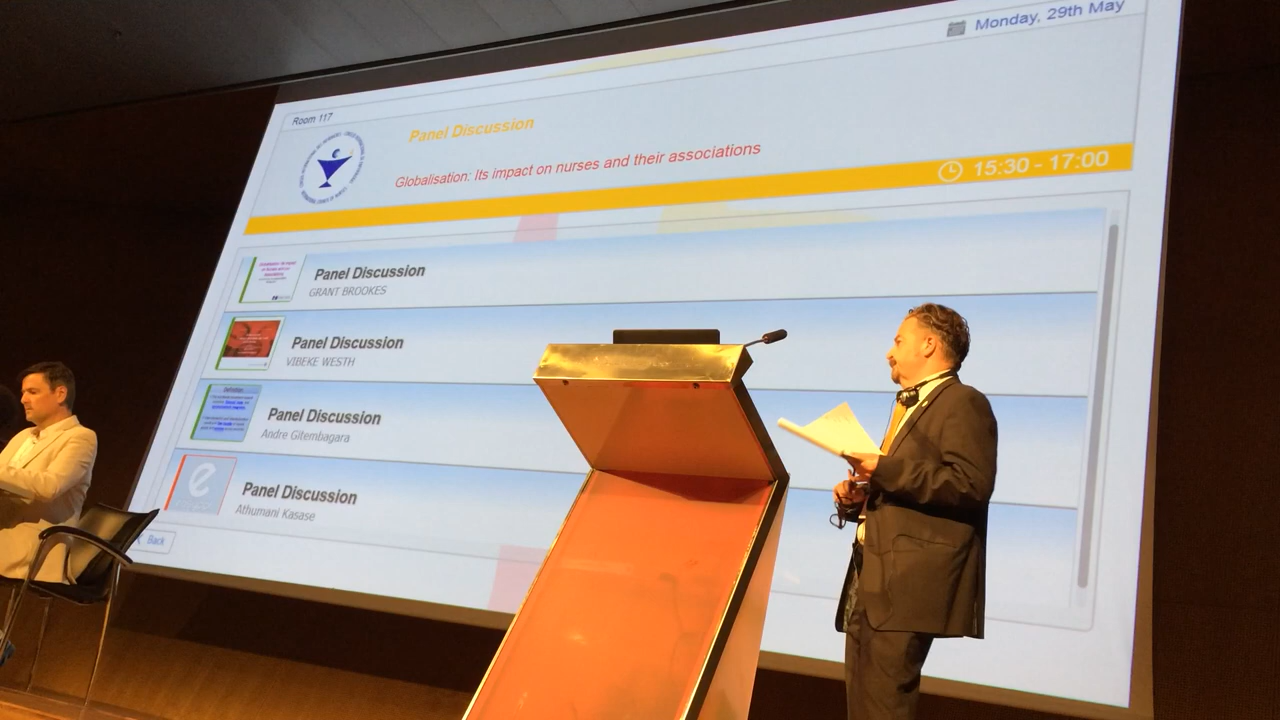 Monday, 29th May
Room 117
Panel Discussion
Globalisation: Its impact on nurses and their associations
15:30 - 17:00
Panel Discussion
GRANT BROOKES
Panel Discussion
VIBEKE WESTH
Panel Discussion
Andre Gitembagara
Panel Discussion
Athumani Kasase
Back